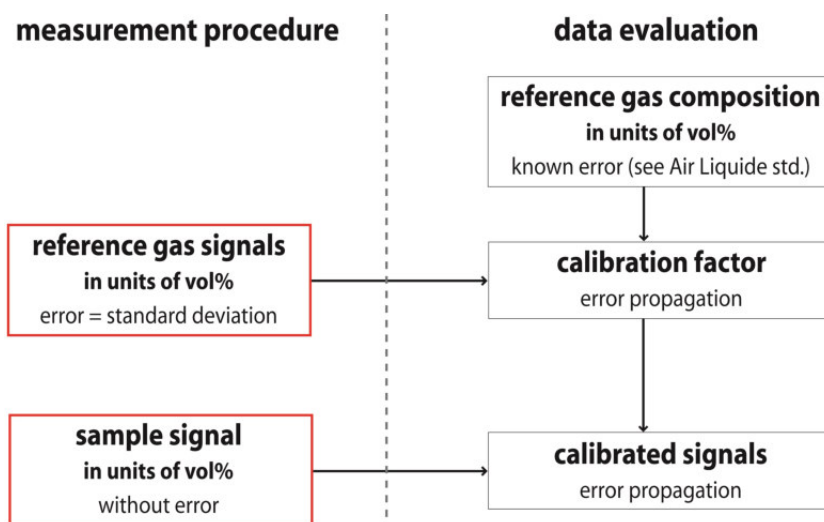 measurement procedure
data evaluation
reference gas composition
in units of vol%
known error (see Air Liquide std.)
reference gas signals
in units of vol%
error = standard deviation
calibration factor
error propagation
sample signal
in units of vol%
without error
calibrated signals
error propagation